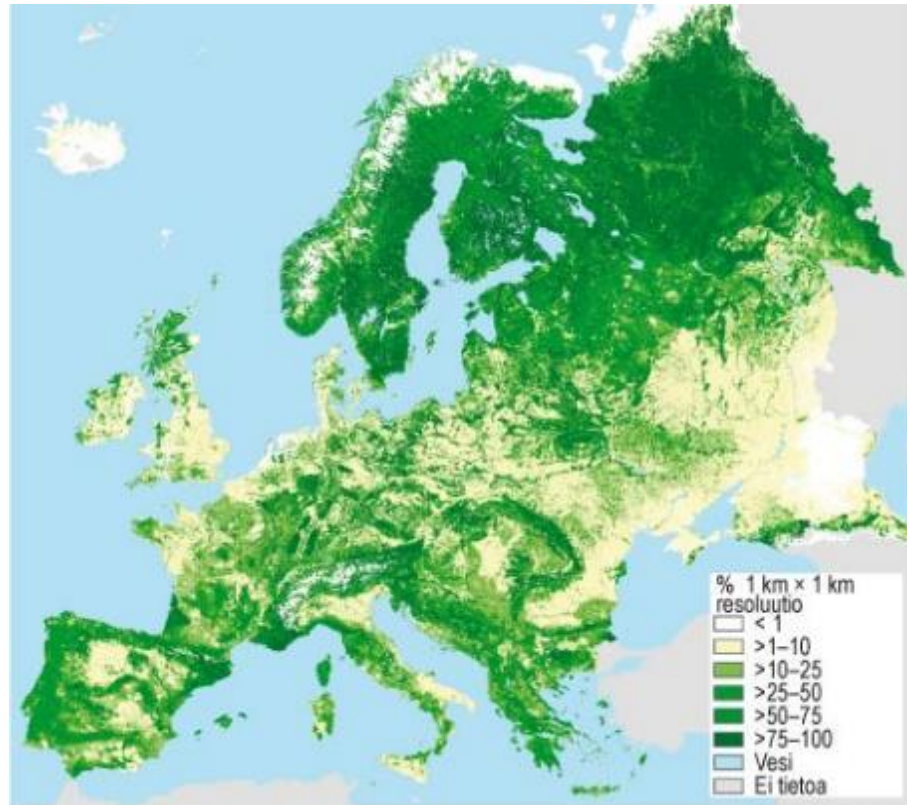 % 1 km × 1 km
resoluutio
< 1
>1–10
>10–25
>25–50
>50–75
>75–100
Vesi
Ei tietoa